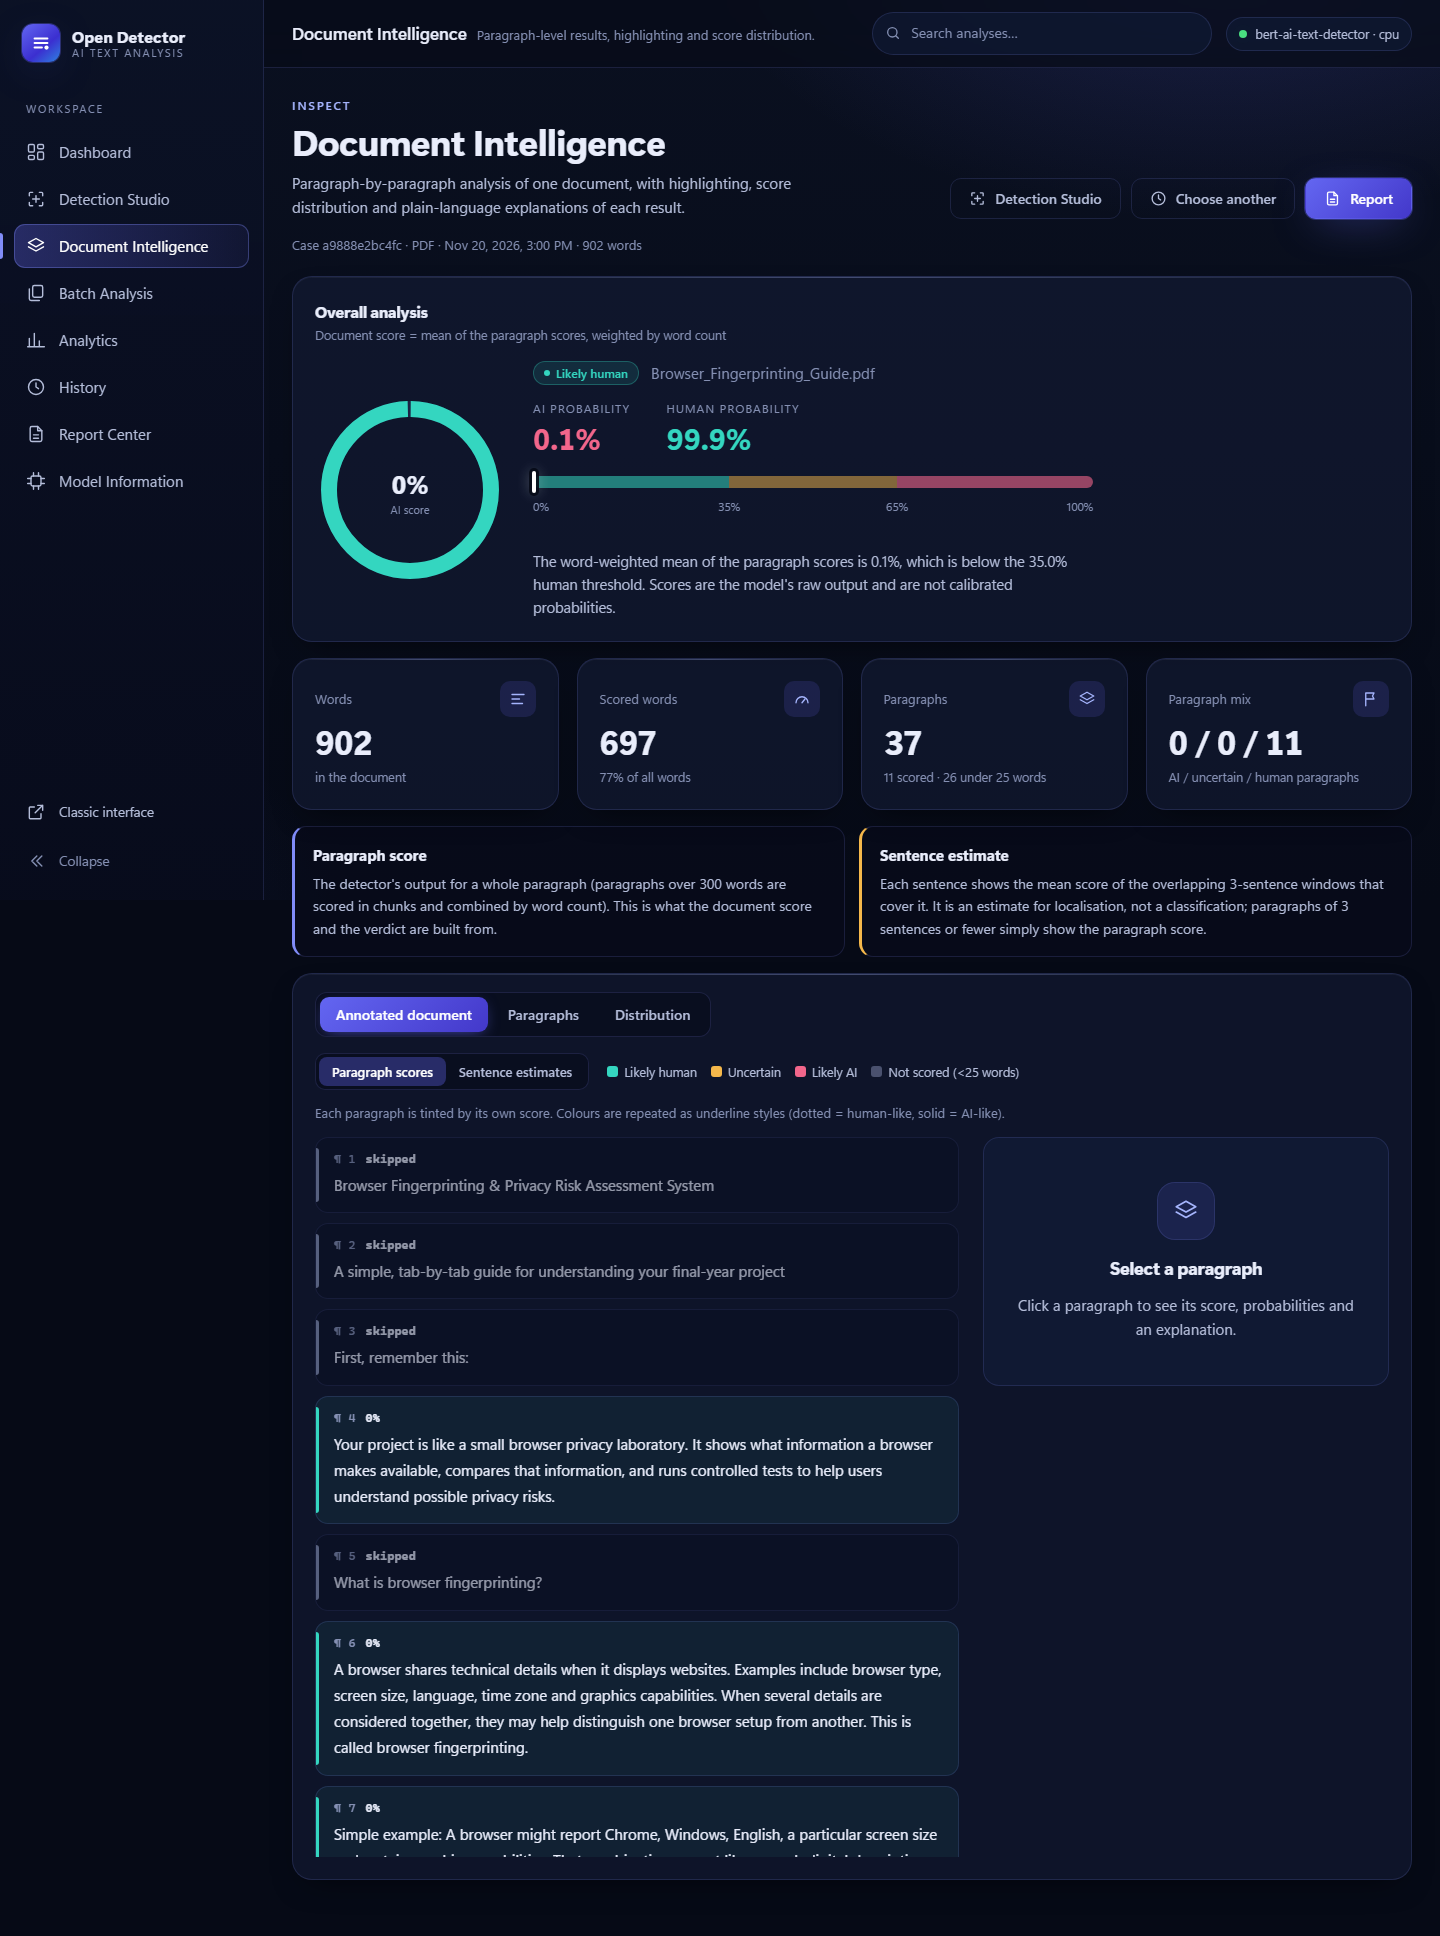 Open Detector
AI TEXT ANALYSIS
WORKSPACE
Dashboard
Detection Studio
Document Intelligence
Batch Analysis
Analytics
History
Report Center
Model Information
Classic interface
Collapse
Document Intelligence
Paragraph-level results, highlighting and score distribution.
Search analyses...
bert-ai-text-detector · cpu
INSPECT
Document Intelligence
Paragraph-by-paragraph analysis of one document, with highlighting, score
distribution and plain-language explanations of each result.
Case a9888e2bc4fc · PDF · Nov 20, 2026, 3:00 PM · 902 words
Detection Studio
Choose another
Report
Overall analysis
Document score = mean of the paragraph scores, weighted by word count
0%
AI score
Likely human
Browser_Fingerprinting_Guide.pdf
AI PROBABILITY
HUMAN PROBABILITY
0.1%
99.9%
0%
35%
65%
100%
The word-weighted mean of the paragraph scores is 0.1%, which is below the 35.0%
human threshold. Scores are the model's raw output and are not calibrated
probabilities.
Words
902
in the document
Scored words
697
77% of all words
Paragraphs
37
11 scored · 26 under 25 words
Paragraph mix
0 / 0 / 11
AI / uncertain / human paragraphs
Paragraph score
The detector's output for a whole paragraph (paragraphs over 300 words are
scored in chunks and combined by word count). This is what the document score
and the verdict are built from.
Sentence estimate
Each sentence shows the mean score of the overlapping 3-sentence windows that
cover it. It is an estimate for localisation, not a classification; paragraphs of 3
sentences or fewer simply show the paragraph score.
Annotated document
Paragraphs
Distribution
Paragraph scores
Sentence estimates
Likely human
Uncertain
Likely AI
Not scored (<25 words)
Each paragraph is tinted by its own score. Colours are repeated as underline styles (dotted = human-like, solid = AI-like).
¶ 1 skipped
Browser Fingerprinting & Privacy Risk Assessment System
¶ 2 skipped
A simple, tab-by-tab guide for understanding your final-year project
¶ 3 skipped
First, remember this:
¶ 4 0%
Your project is like a small browser privacy laboratory. It shows what information a browser
makes available, compares that information, and runs controlled tests to help users
understand possible privacy risks.
¶ 5 skipped
What is browser fingerprinting?
¶ 6 0%
A browser shares technical details when it displays websites. Examples include browser type,
screen size, language, time zone and graphics capabilities. When several details are
considered together, they may help distinguish one browser setup from another. This is
called browser fingerprinting.
¶ 7 0%
Simple example: A browser might report Chrome, Windows, English, a particular screen size
Select a paragraph
Click a paragraph to see its score, probabilities and
an explanation.